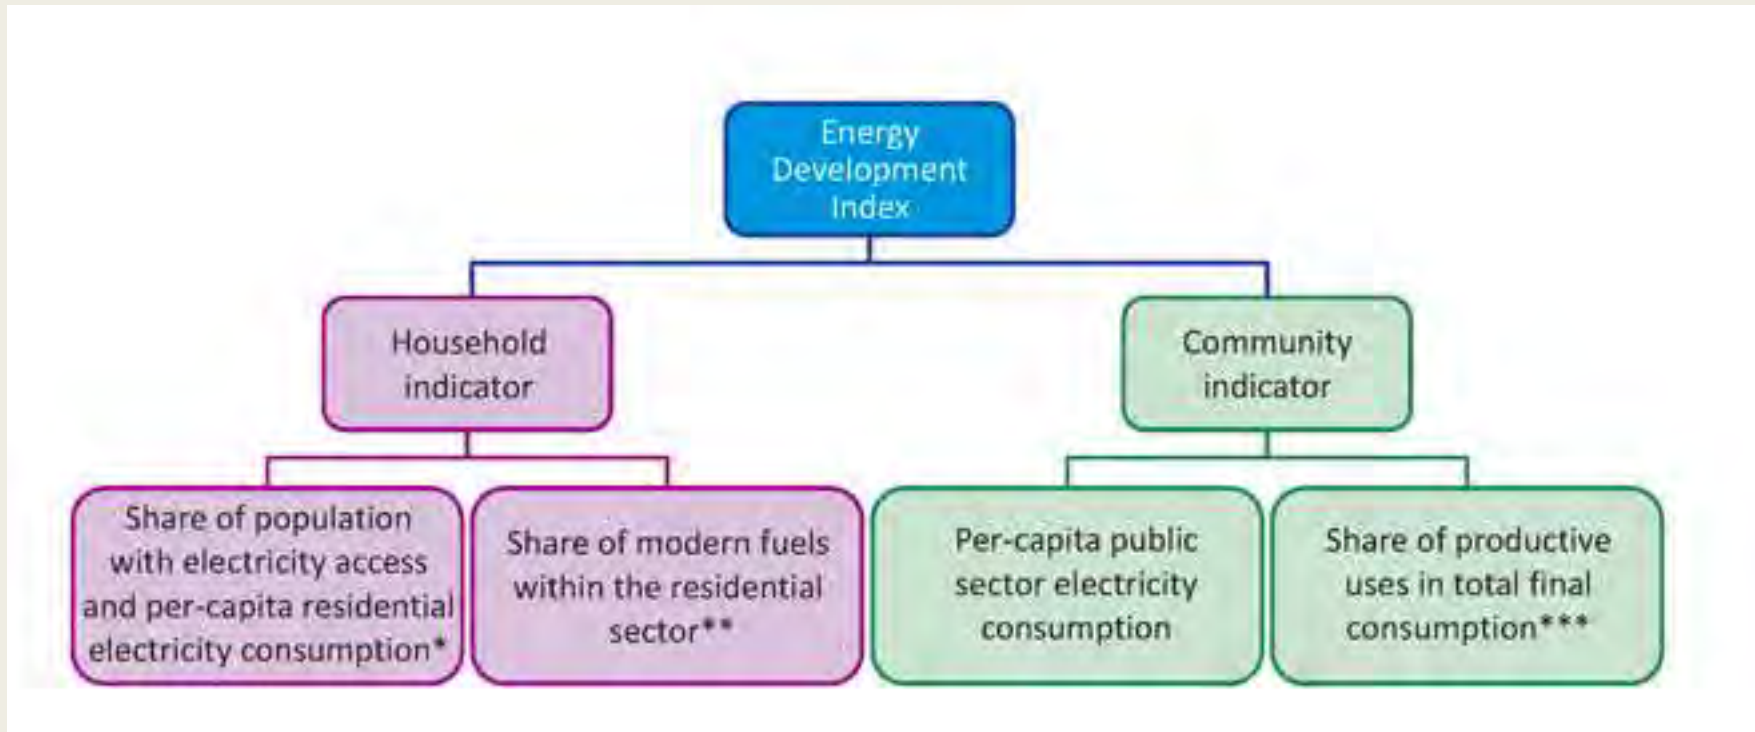 Energy
Development
Index
Household
indicator
Community
indicator
Share of population
with electricity access
and per-capita residential
electricity consumption*
Share of modern fuels
within the residential
sector**
Per-capita public
sector electricity
consumption
Share of productive
uses in total final
consumption***